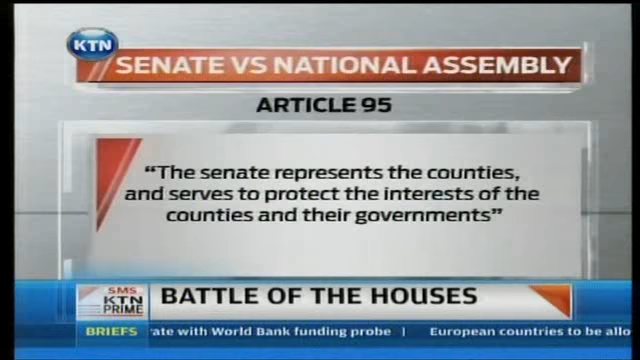 KTN
SENATE VS NATIONAL ASSEMBLY
ARTICLE 95
“The senate represents the counties,
and serves to protect the interests of the
counties and their governments”
SMS
KTN
PRIME
BATTLE OF THE HOUSES
BRIEFS
with World Bank funding probe | European countries to be